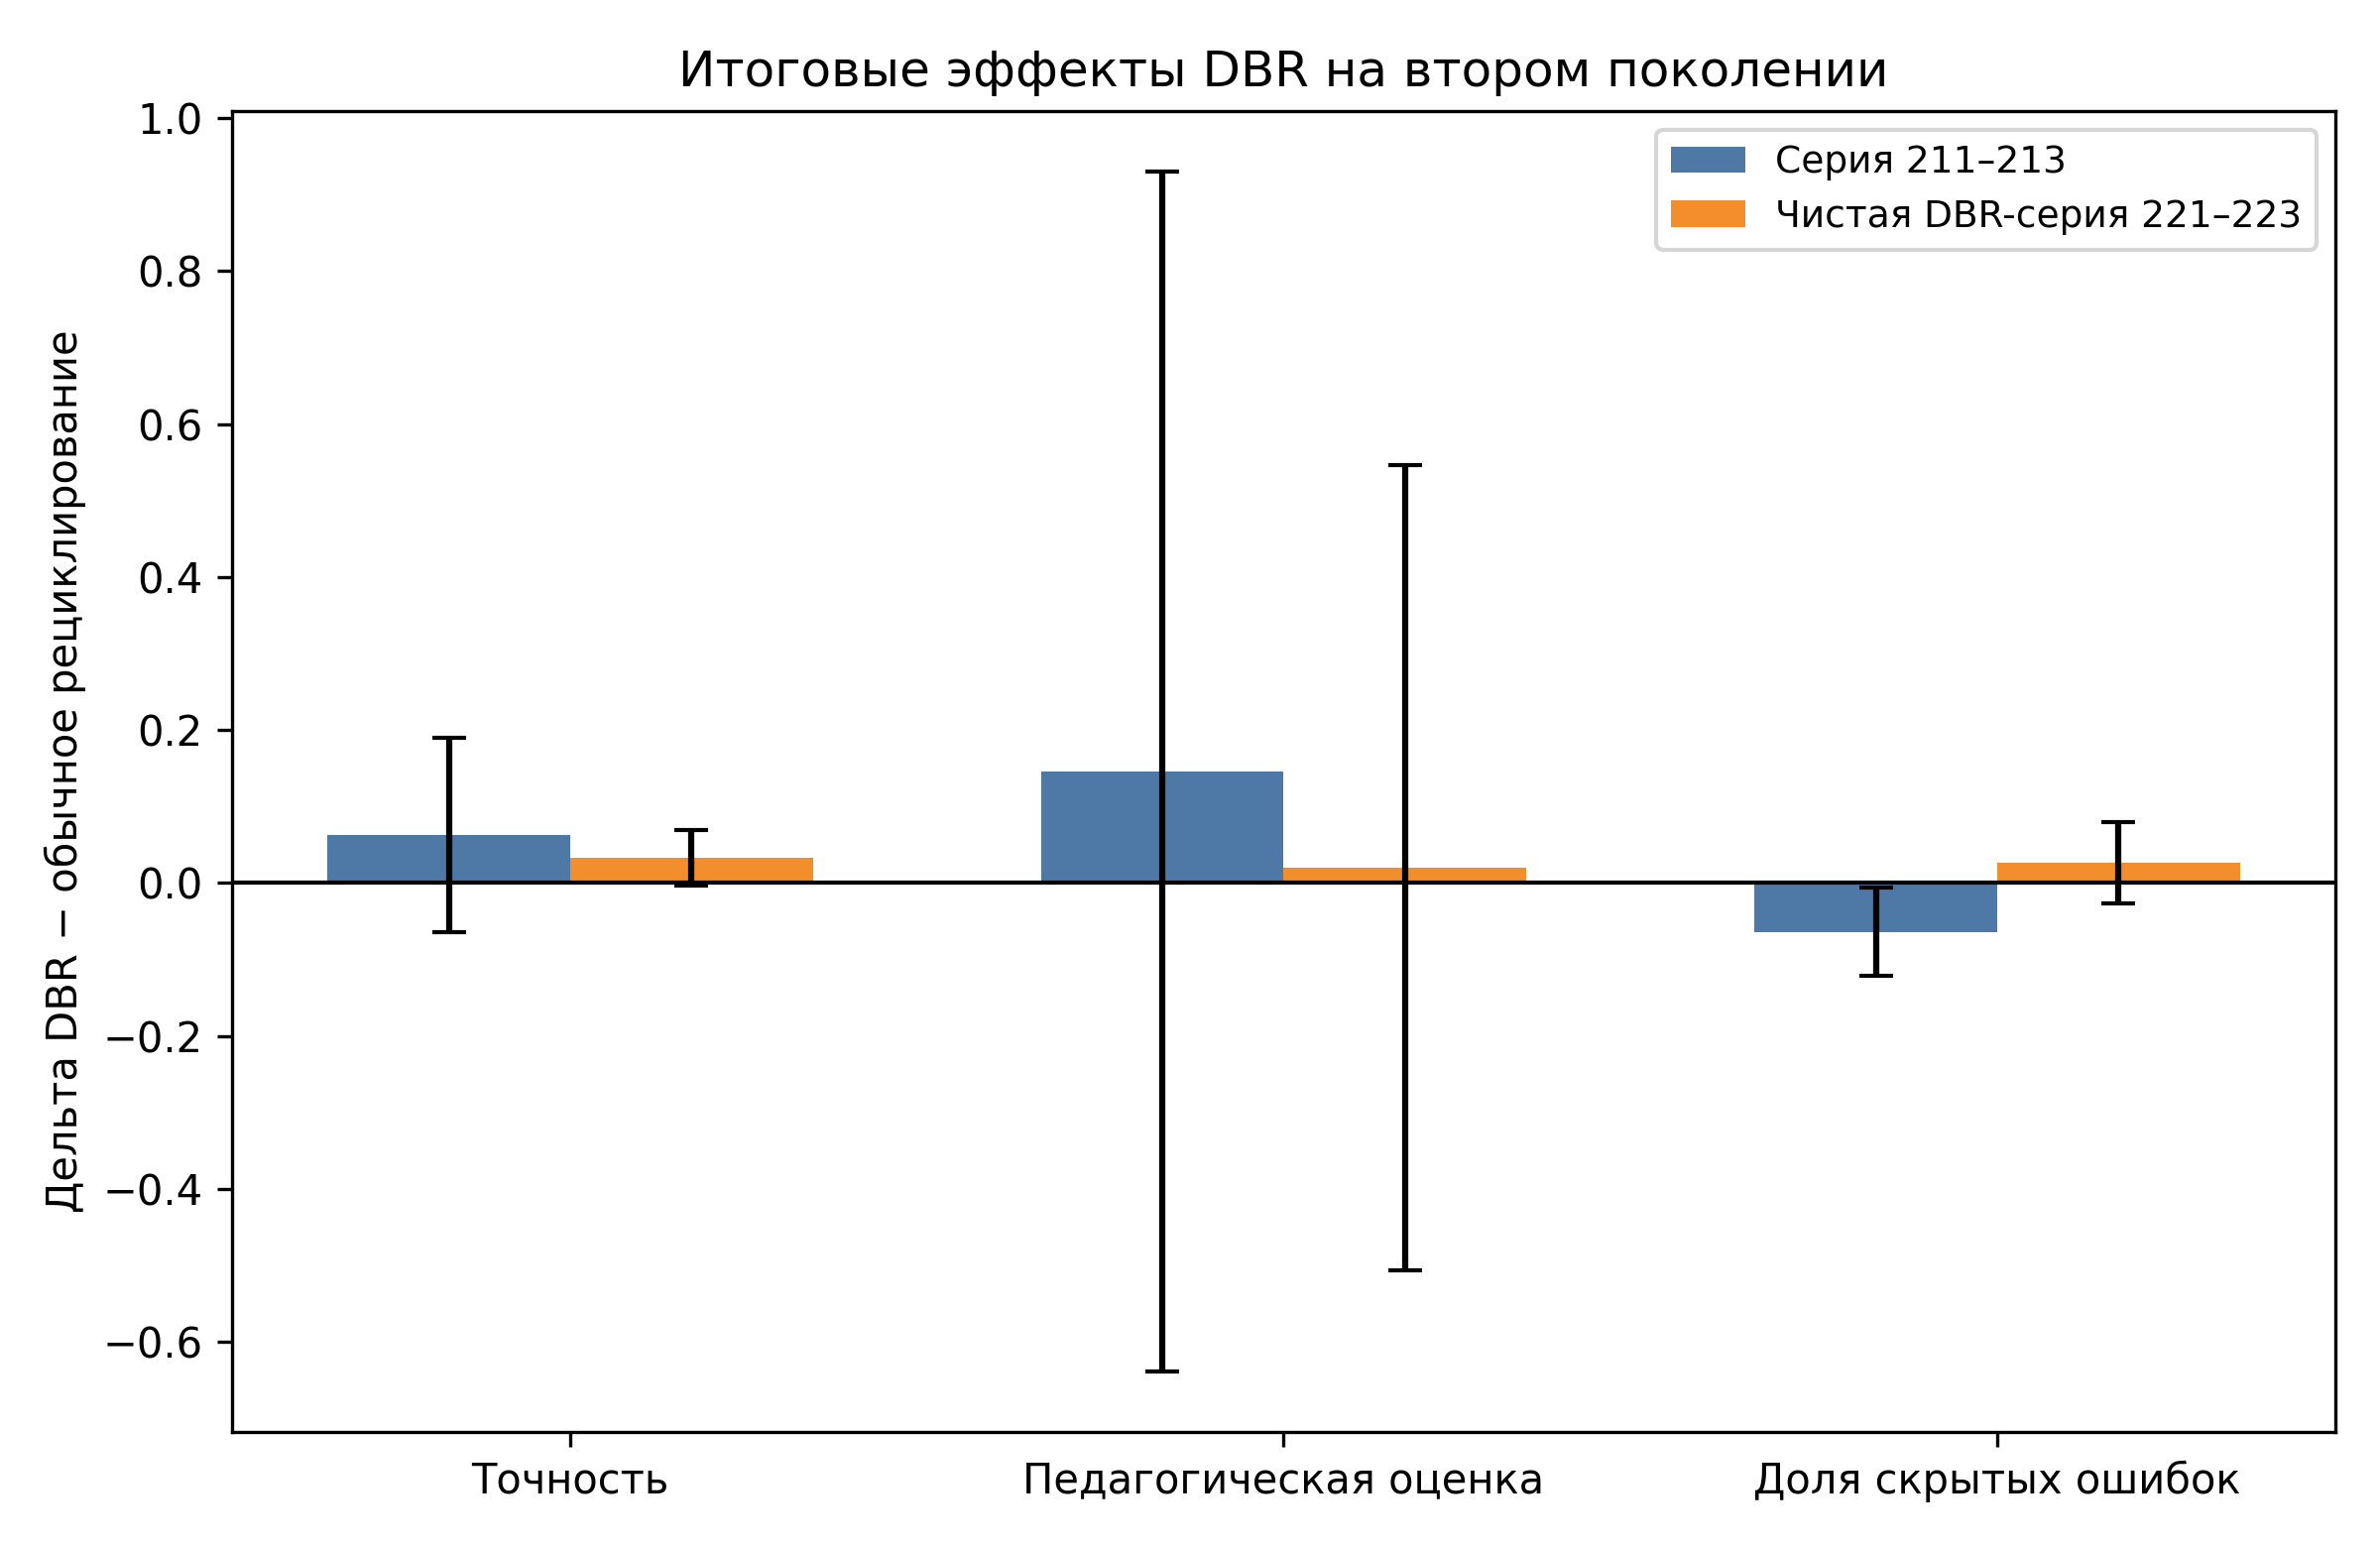 Итоговые эффекты DBR на втором поколении
Серия 211–213
Чистая DBR-серия 221–223
Дельта DBR − обычное рециклирование
1.0
0.8
0.6
0.4
0.2
0.0
−0.2
−0.4
−0.6
Точность
Педагогическая оценка
Доля скрытых ошибок